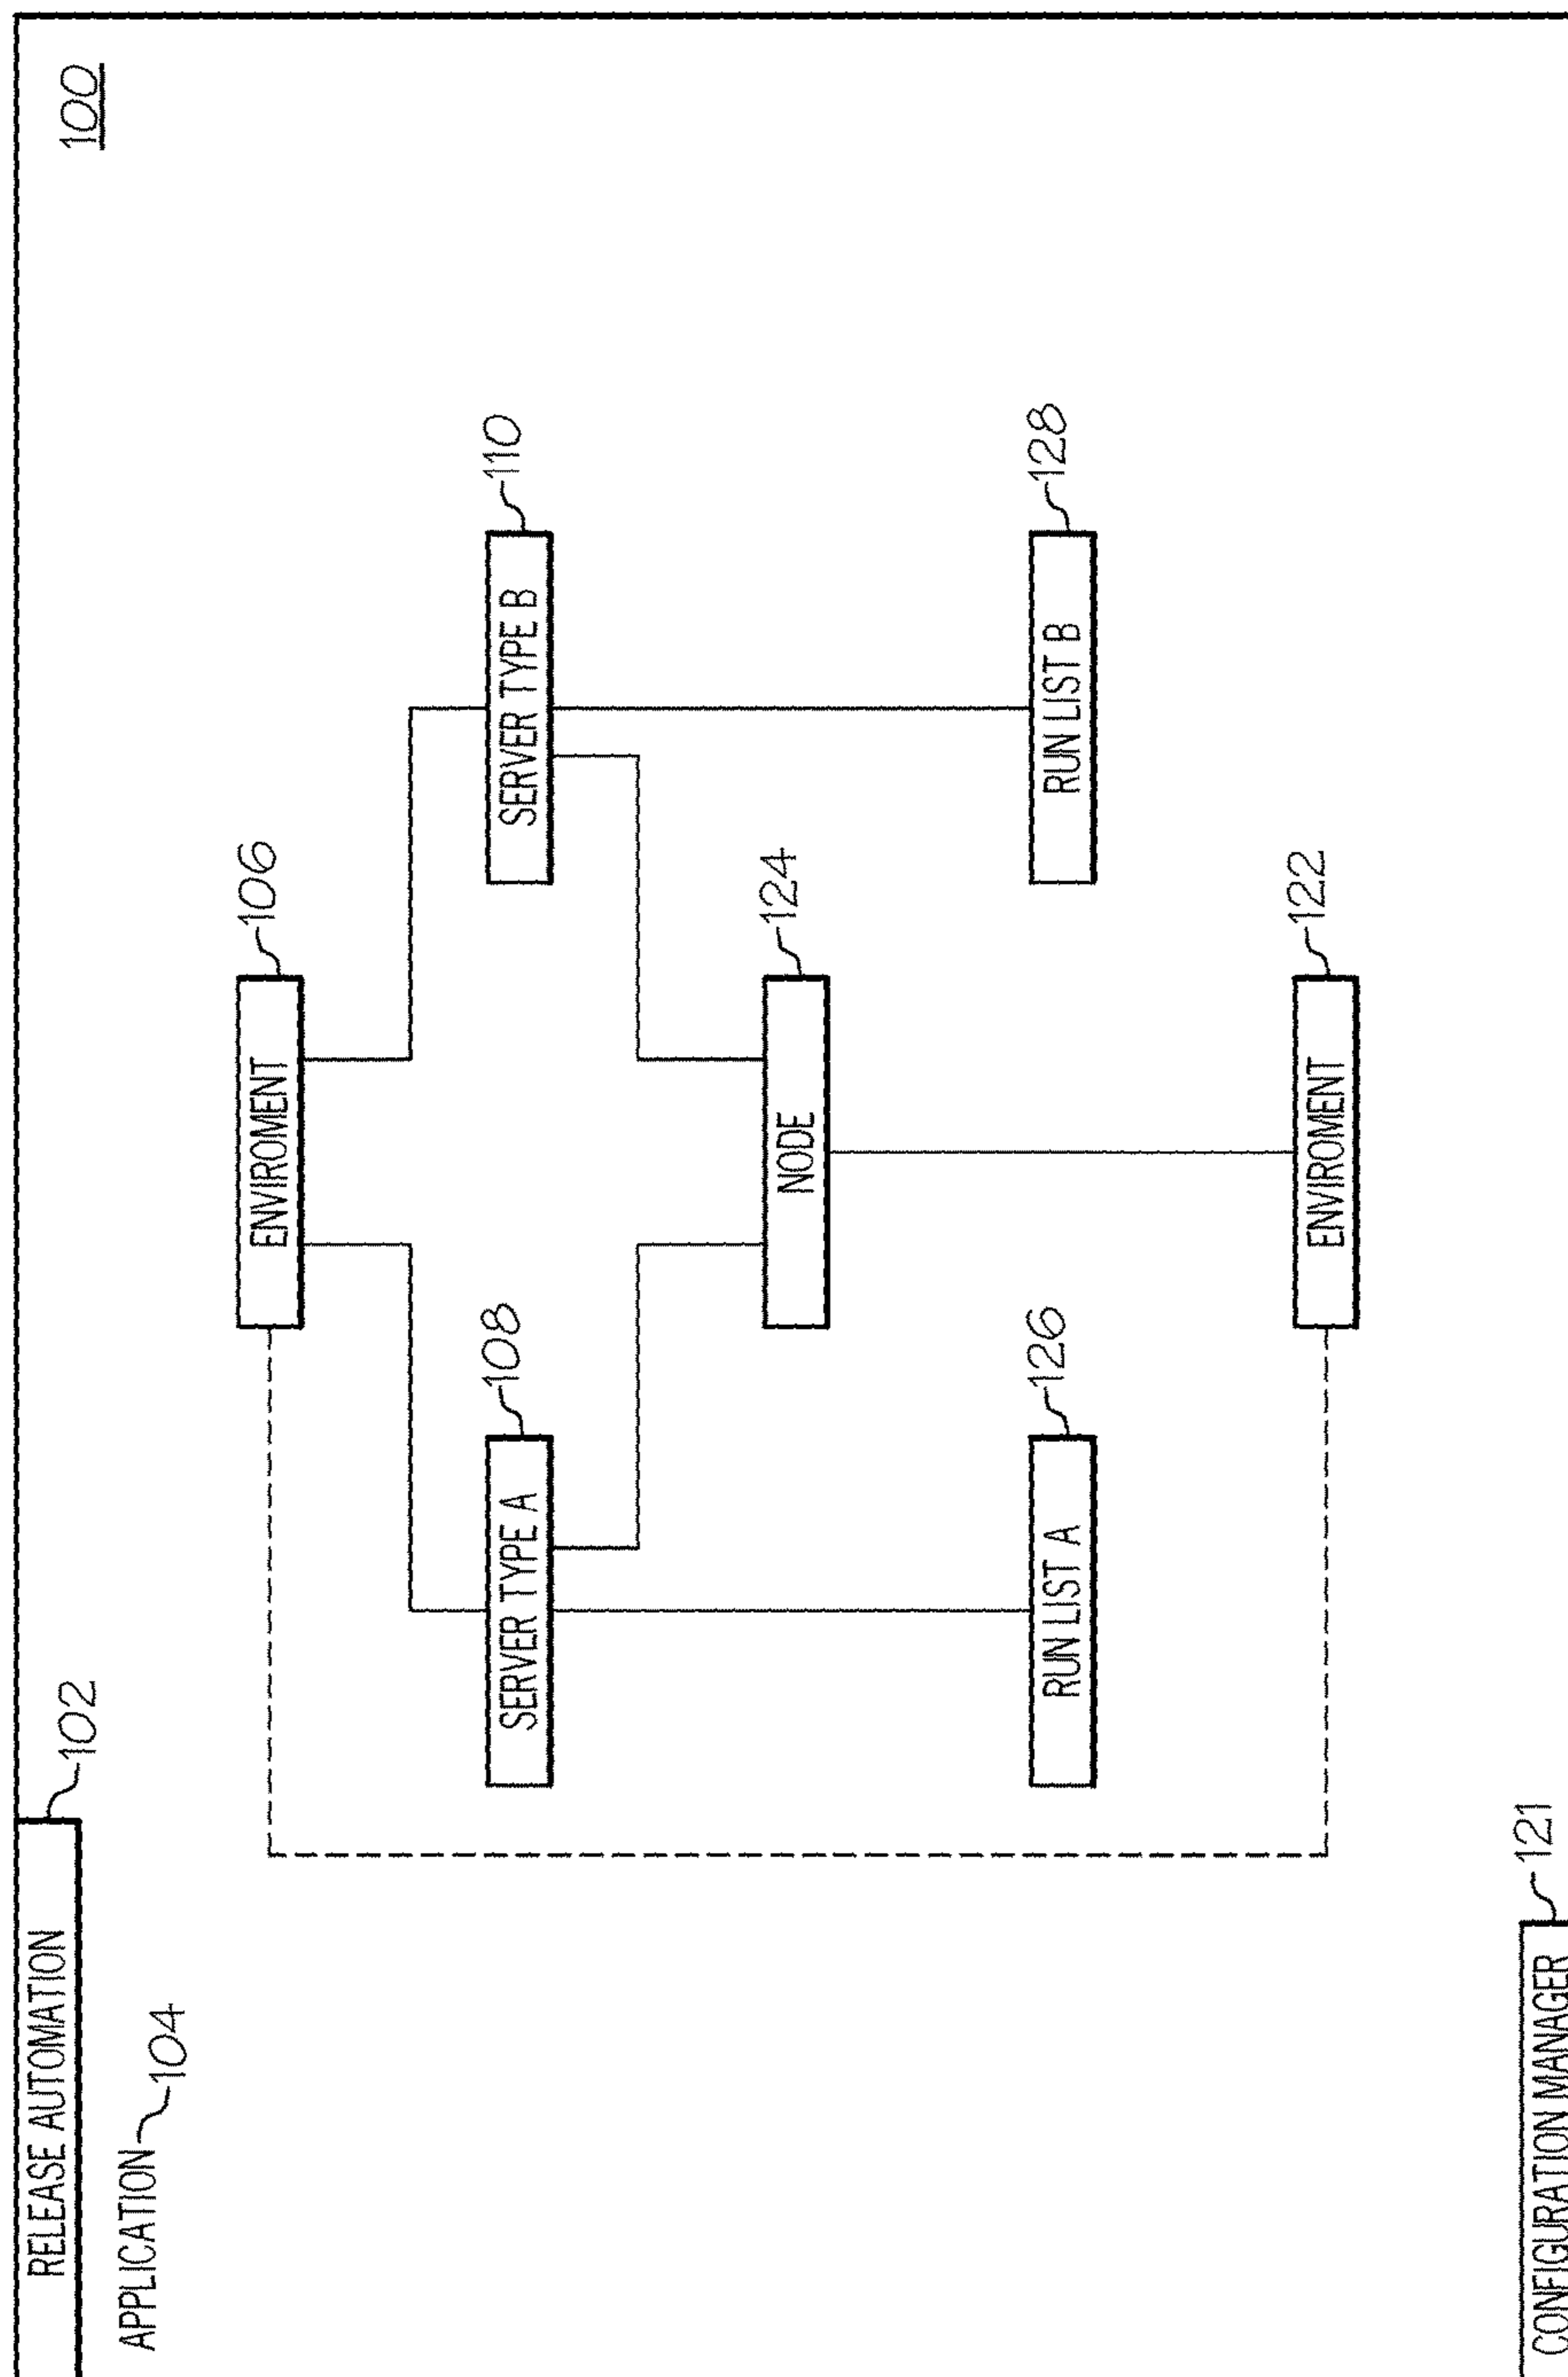 100
RELEASE AUTOMATION
102
APPLICATION
104
ENVIROMENT
106
SERVER TYPE A
108
SERVER TYPE B
110
NODE
124
RUN LIST A
126
RUN LIST B
128
ENVIROMENT
122
CONFIGURATION MANAGER
121